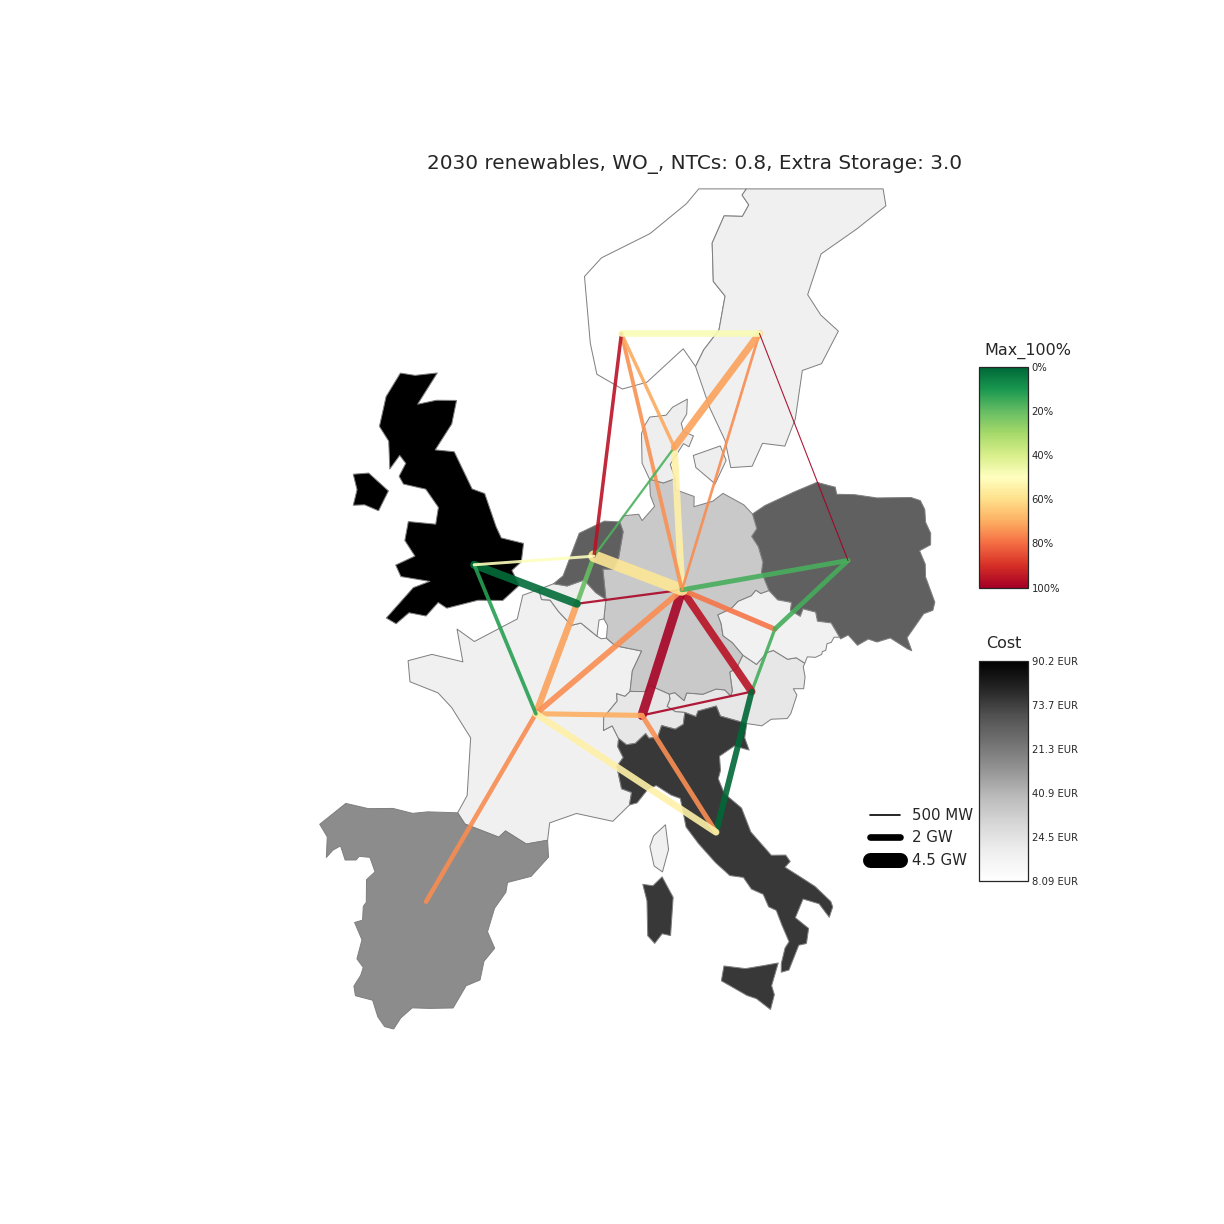 2030 renewables, WO_, NTCs: 0.8, Extra Storage: 3.0
Max_100%
0%
20%
40%
60%
80%
100%
Cost
90.2 EUR
73.7 EUR
21.3 EUR
40.9 EUR
24.5 EUR
8.09 EUR
500 MW
2 GW
4.5 GW